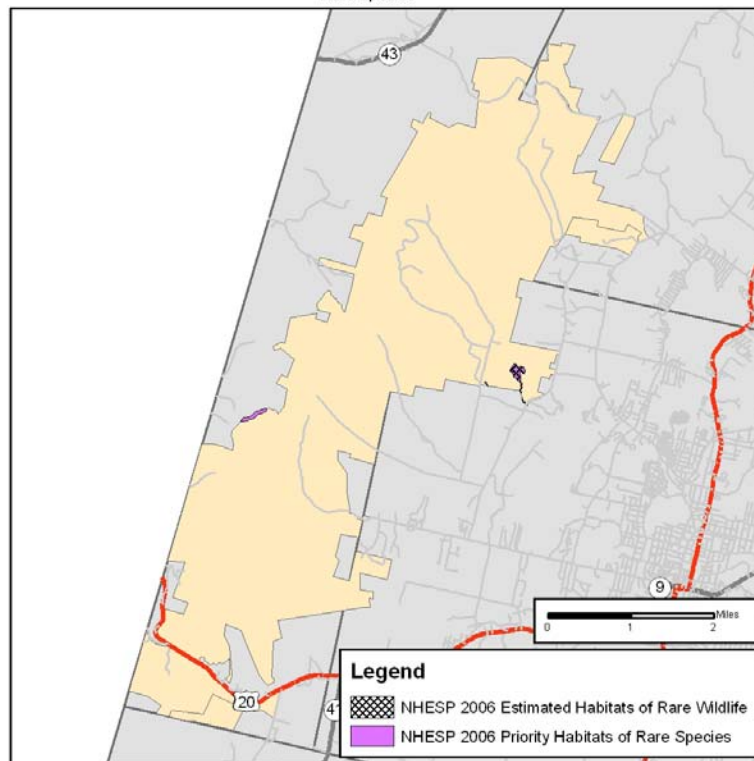 43
9
Miles
0 1 2
20
Legend
NHESP 2006 Estimated Habitats of Rare Wildlife
NHESP 2006 Priority Habitats of Rare Species